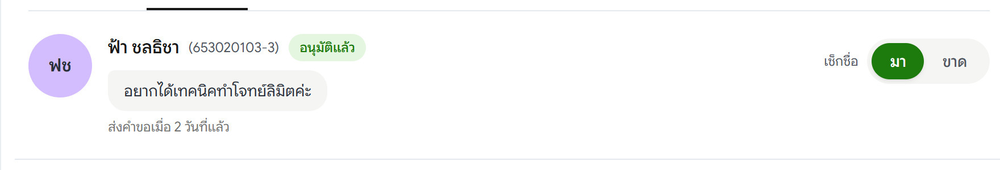 ฟช
ฟ้า ชลธิชา (653020103-3) อนุมัติแล้ว
อยากได้เทคนิคทำโจทย์ลิมิตค่ะ
ส่งคำขอเมื่อ 2 วันที่แล้ว
เช็กชื่อ มา ขาด